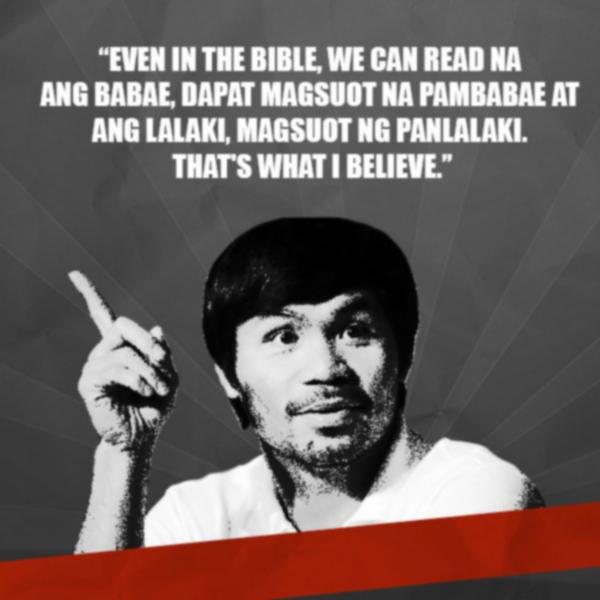 “EVEN IN THE BIBLE, WE CAN READ NA
ANG BABAE, DAPAT MAGSUOT NA PAMBABAE AT
ANG LALAKI, MAGSUOT NG PANLALAKI.
THAT'S WHAT I BELIEVE.”